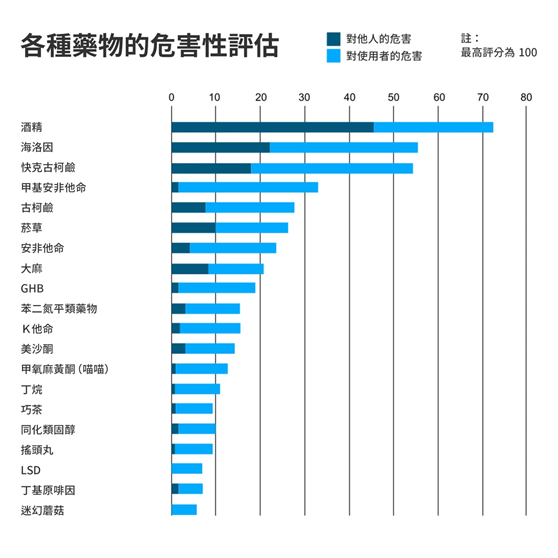 各種藥物的危害性評估
對他人的危害
對使用者的危害
註：
最高評分為 100
0 10 20 30 40 50 60 70 80
酒精
海洛因
快克古柯鹼
甲基安非他命
古柯鹼
菸草
安非他命
大麻
GHB
苯二氮平類藥物
K他命
美沙酮
甲氧麻黃酮（喵喵）
丁烷
巧茶
同化類固醇
搖頭丸
LSD
丁基原啡因
迷幻蘑菇